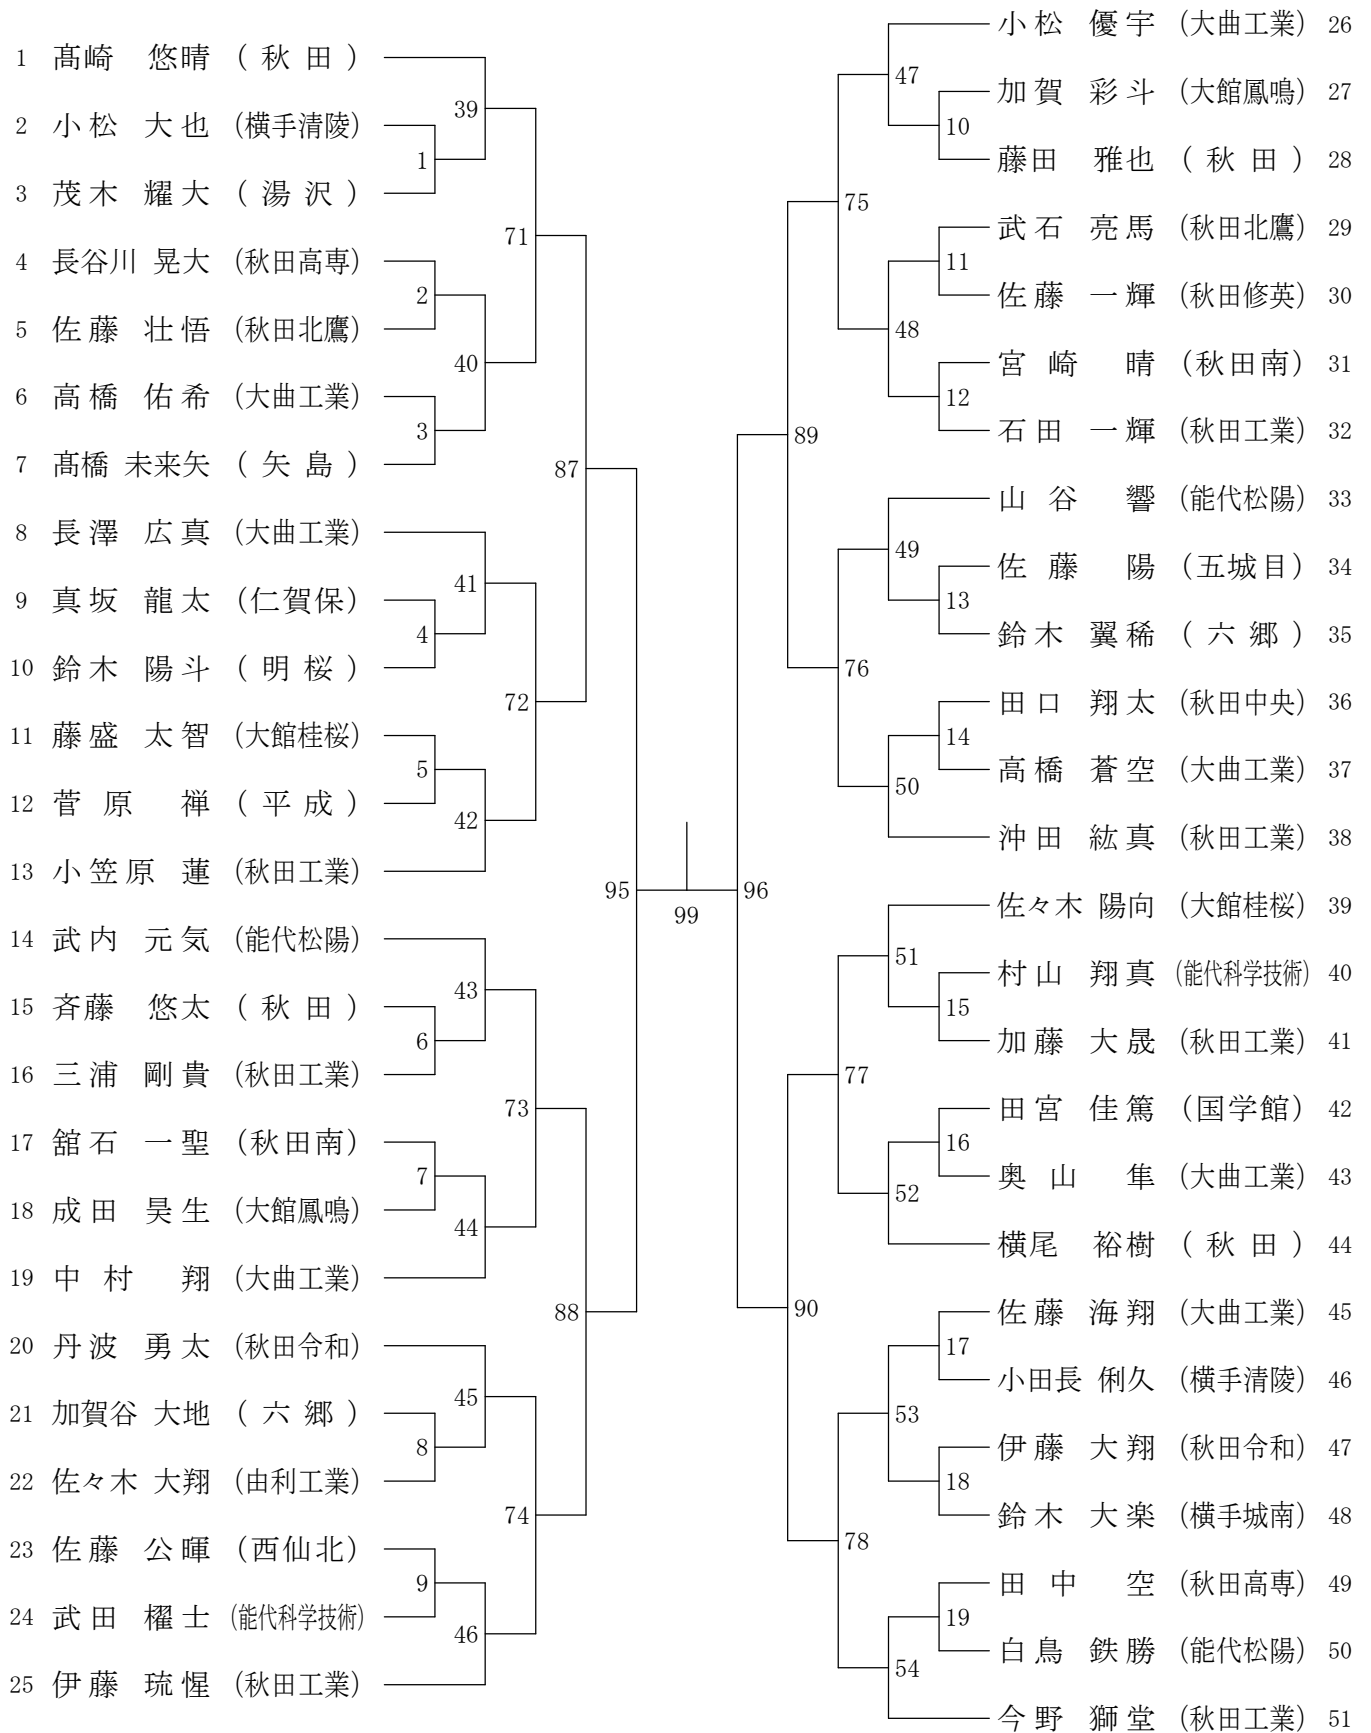 1 髙崎 悠晴 ( 秋 田 )
2 小松 大也 (横手清陵)
3 茂木 耀大 ( 湯 沢 )
4 長谷川 晃大 (秋田高専)
5 佐藤 壮悟 (秋田北鷹)
6 高橋 佑希 (大曲工業)
7 髙橋 未来矢 ( 矢 島 )
8 長澤 広真 (大曲工業)
9 真坂 龍太 (仁賀保)
10 鈴木 陽斗 ( 明 桜 )
11 藤盛 太智 (大館桂桜)
12 菅原 禅 ( 平 成 )
13 小笠原 蓮 (秋田工業)
14 武内 元気 (能代松陽)
15 斉藤 悠太 ( 秋 田 )
16 三浦 剛貴 (秋田工業)
17 舘石 一聖 (秋田南)
18 成田 昊生 (大館鳳鳴)
19 中村 翔 (大曲工業)
20 丹波 勇太 (秋田令和)
21 加賀谷 大地 ( 六 郷 )
22 佐々木 大翔 (由利工業)
23 佐藤 公暉 (西仙北)
24 武田 櫂士 (能代科学技術)
25 伊藤 琉惺 (秋田工業)
1
2
3
4
5
6
7
8
9
39
40
41
42
43
44
45
46
71
72
73
74
87
88
95
99
96
89
90
75
76
77
78
47
48
49
50
51
52
53
54
10
11
12
13
14
15
16
17
18
19
小松 優宇 (大曲工業) 26
加賀 彩斗 (大館鳳鳴) 27
藤田 雅也 ( 秋 田 ) 28
武石 亮馬 (秋田北鷹) 29
佐藤 一輝 (秋田修英) 30
宮崎 晴 (秋田南) 31
石田 一輝 (秋田工業) 32
山谷 響 (能代松陽) 33
佐藤 陽 (五城目) 34
鈴木 翼稀 ( 六 郷 ) 35
田口 翔太 (秋田中央) 36
高橋 蒼空 (大曲工業) 37
沖田 紘真 (秋田工業) 38
佐々木 陽向 (大館桂桜) 39
村山 翔真 (能代科学技術) 40
加藤 大晟 (秋田工業) 41
田宮 佳篤 (国学館) 42
奥山 隼 (大曲工業) 43
横尾 裕樹 ( 秋 田 ) 44
佐藤 海翔 (大曲工業) 45
小田長 俐久 (横手清陵) 46
伊藤 大翔 (秋田令和) 47
鈴木 大楽 (横手城南) 48
田中 空 (秋田高専) 49
白鳥 鉄勝 (能代松陽) 50
今野 獅堂 (秋田工業) 51